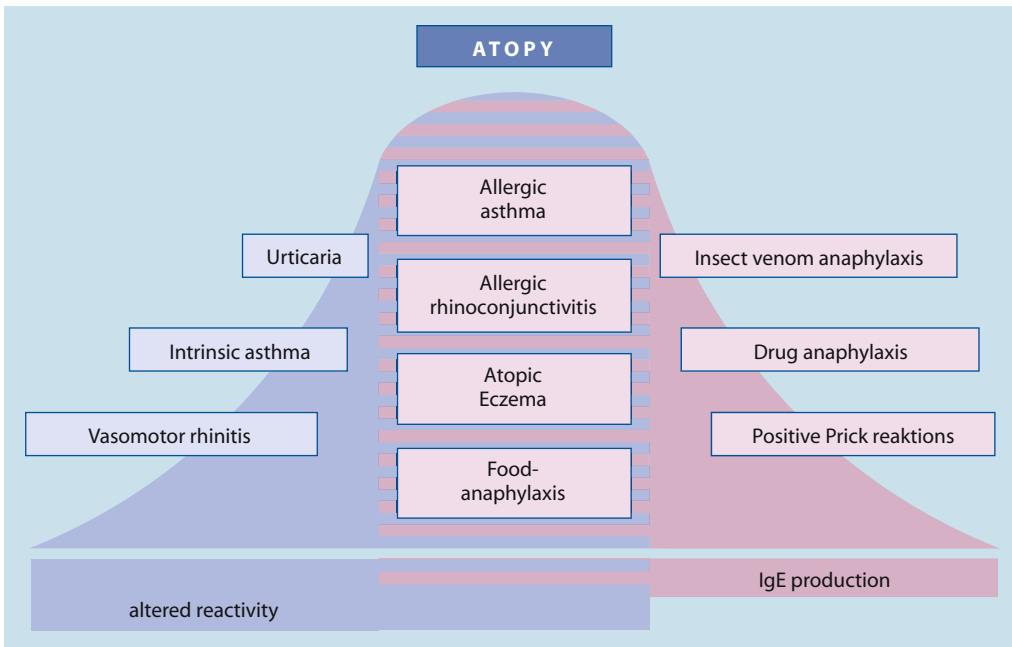 ATOPY
Allergic
asthma
Urticaria
Insect venom anaphylaxis
Allergic
rhinoconjunctivitis
Intrinsic asthma
Drug anaphylaxis
Atopic
Eczema
Vasomotor rhinitis
Positive Prick reaktions
Food-
anaphylaxis
IgE production
altered reactivity